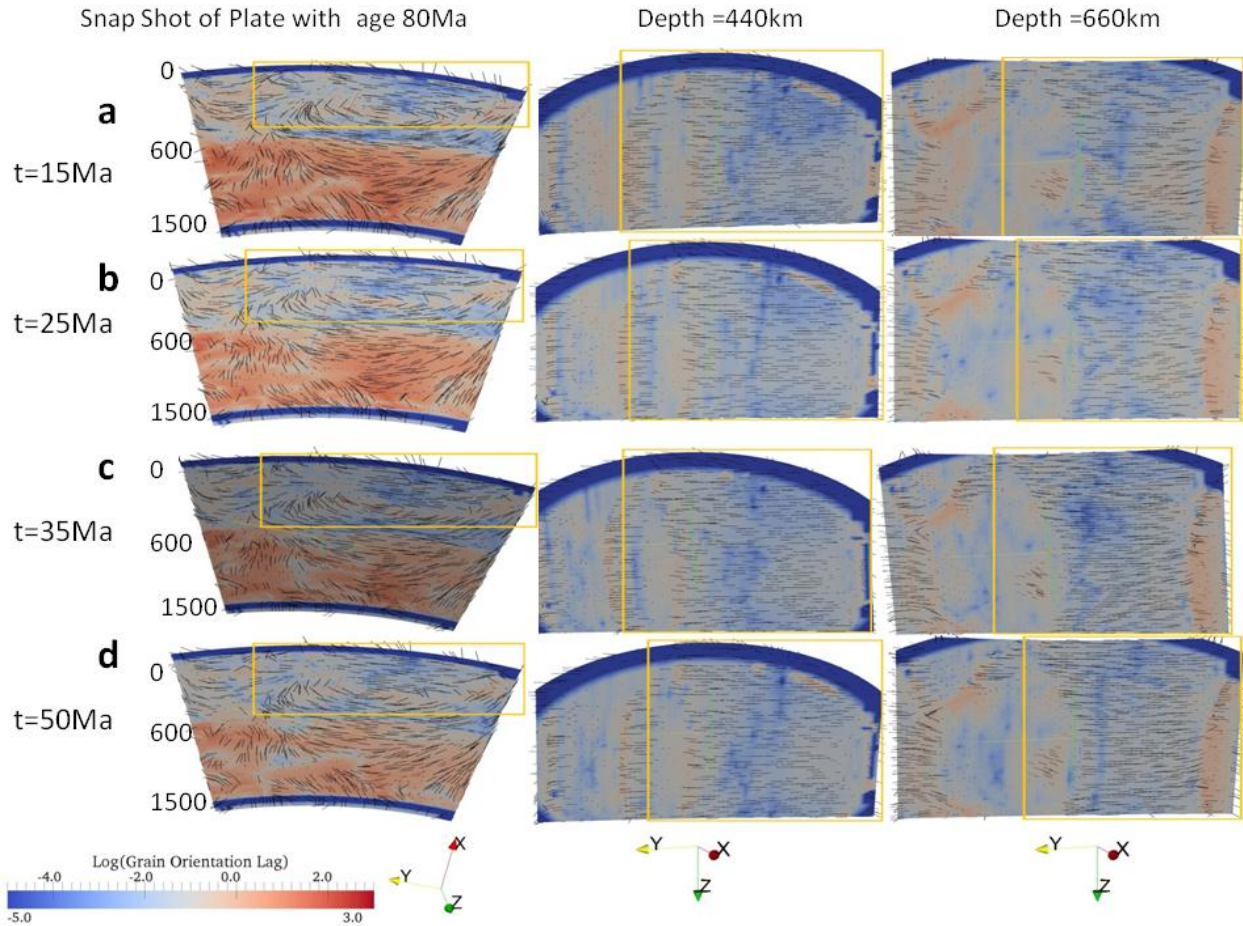 Snap Shot of Plate with age 80Ma
Depth =440km
Depth =660km
a
t=15Ma
0
600
1500
b
t=25Ma
0
600
1500
c
t=35Ma
0
600
1500
d
t=50Ma
0
600
1500
Log(Grain Orientation Lag)
-4.0 -2.0 0.0 2.0
-5.0 3.0
X
Y
Z
Y X
Z
Y X
Z